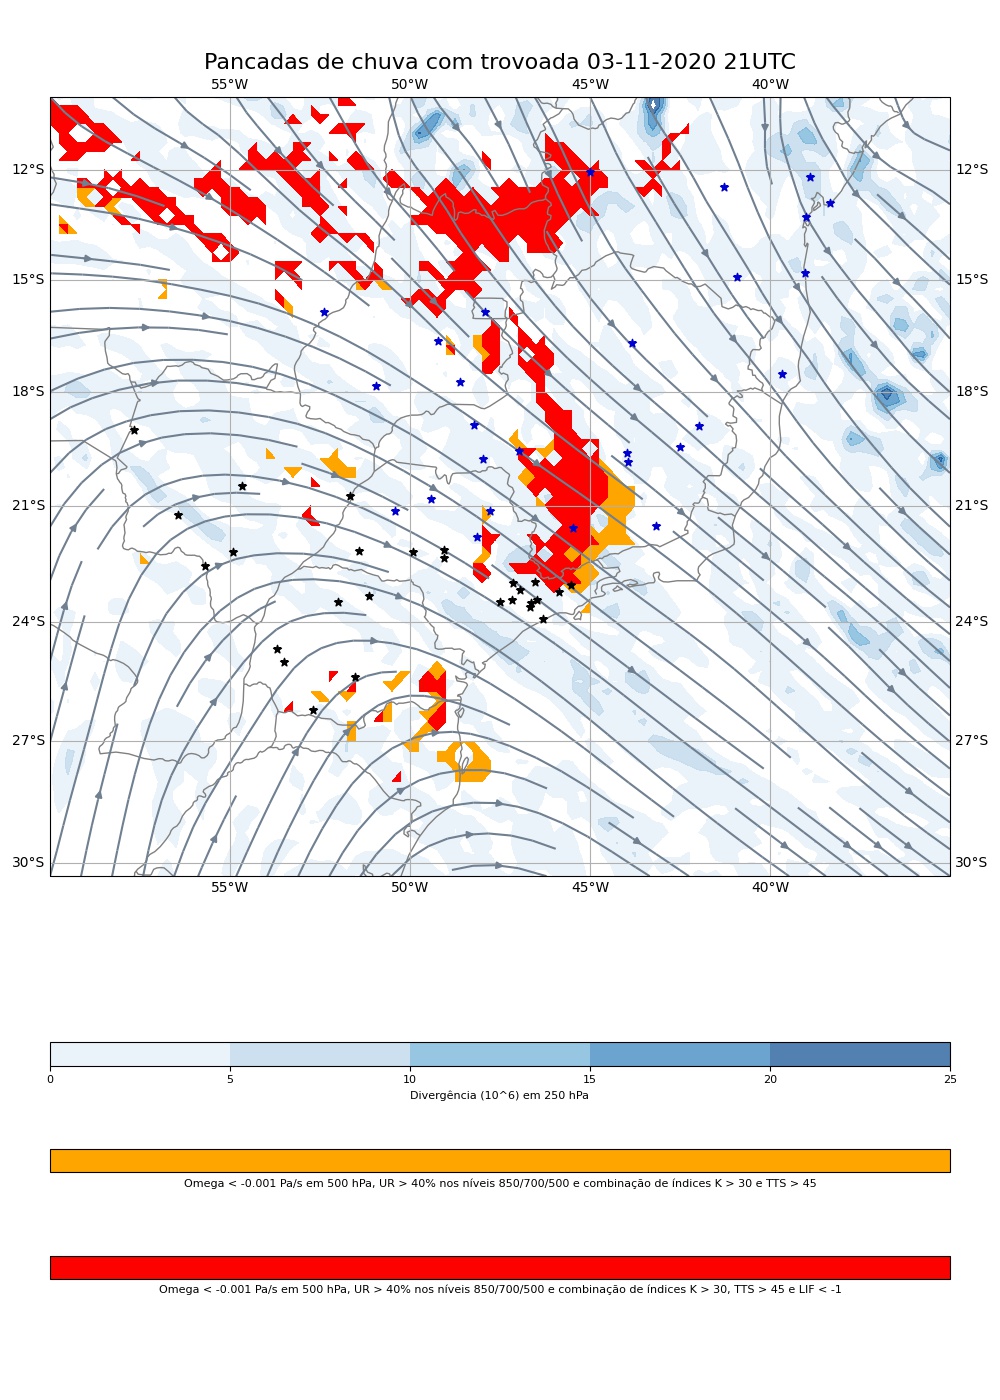 Pancadas de chuva com trovoada 03-11-2020 21UTC
55°W 50°W 45°W 40°W
12°S 12°S
15°S 15°S
18°S 18°S
21°S 21°S
24°S 24°S
27°S 27°S
30°S 30°S
55°W 50°W 45°W 40°W
0 5 10 15 20 25
Divergência (10^6) em 250 hPa
Omega < -0.001 Pa/s em 500 hPa, UR > 40% nos níveis 850/700/500 e combinação de índices K > 30 e TTS > 45
Omega < -0.001 Pa/s em 500 hPa, UR > 40% nos níveis 850/700/500 e combinação de índices K > 30, TTS > 45 e LIF < -1